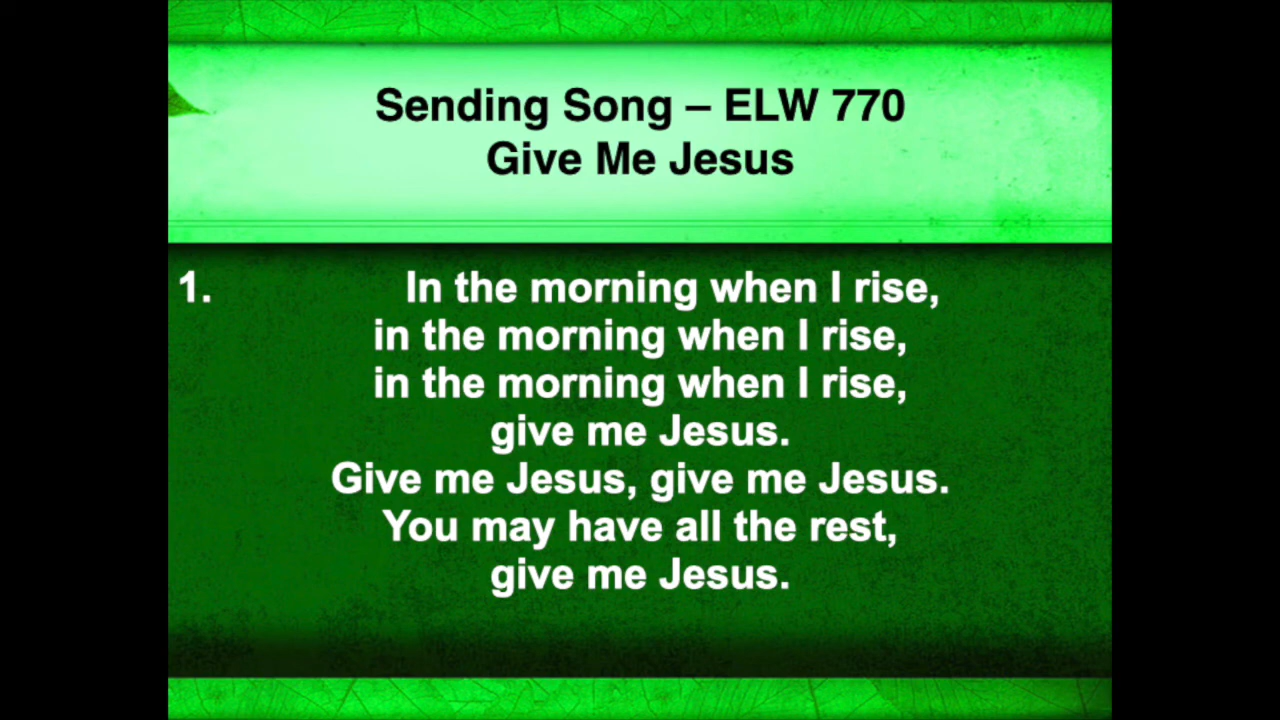 Sending Song – ELW 770
Give Me Jesus
1. In the morning when I rise,
in the morning when I rise,
in the morning when I rise,
give me Jesus.
Give me Jesus, give me Jesus.
You may have all the rest,
give me Jesus.